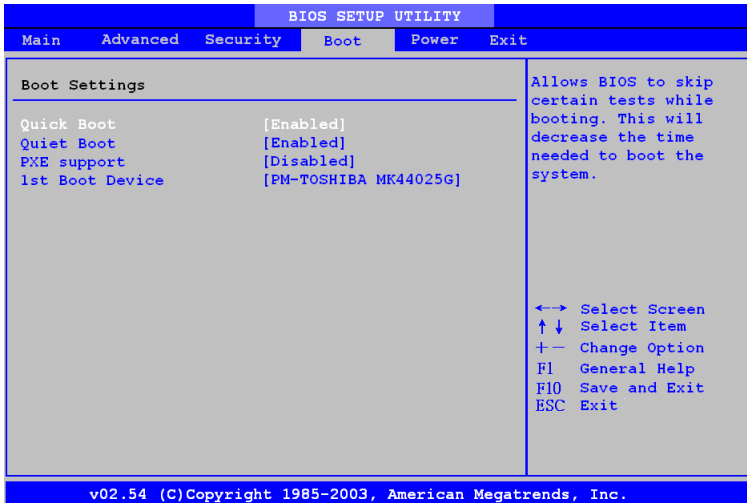 BIOS SETUP UTILITY
Main Advanced Security Boot Power Exit
Boot Settings
Quick Boot [Enabled]
Quiet Boot [Enabled]
PXE support [Disabled]
1st Boot Device [PM-TOSHIBA MK44025G]
Allows BIOS to skip
certain tests while
booting. This will
decrease the time
needed to boot the
system.
←→ Select Screen
↑↓ Select Item
+− Change Option
F1 General Help
F10 Save and Exit
ESC Exit
v02.54 (C)Copyright 1985-2003, American Megatrends, Inc.